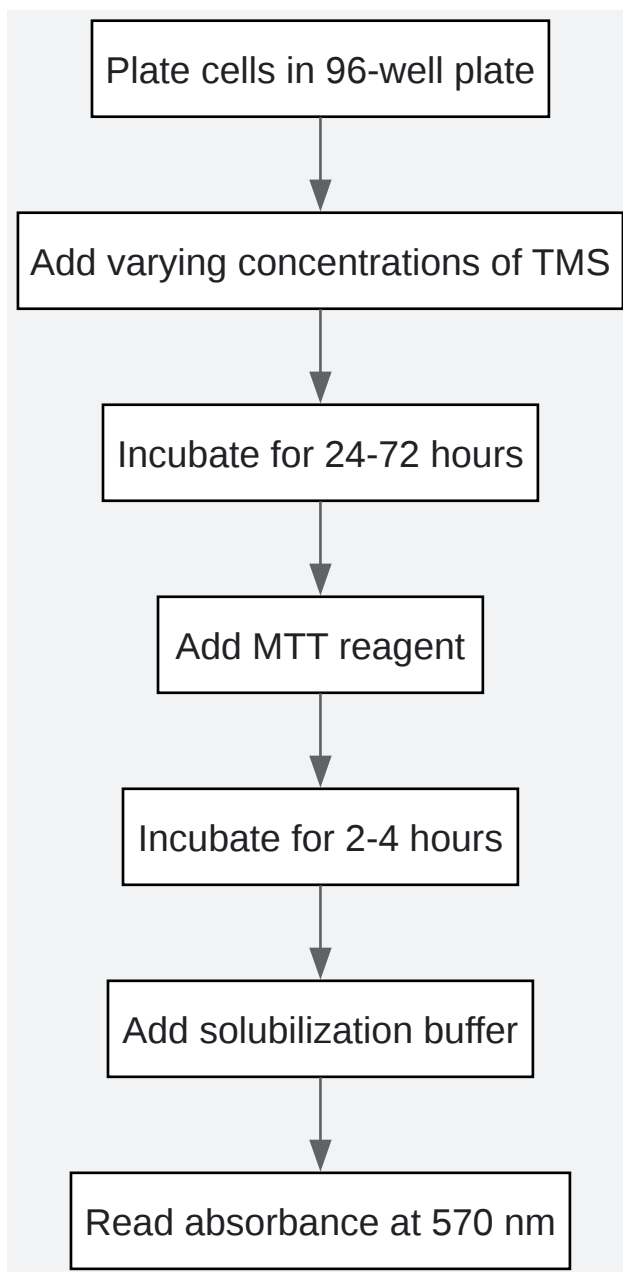 Plate cells in 96-well plate
Add varying concentrations of TMS
Incubate for 24-72 hours
Add MTT reagent
Incubate for 2-4 hours
Add solubilization buffer
Read absorbance at 570 nm